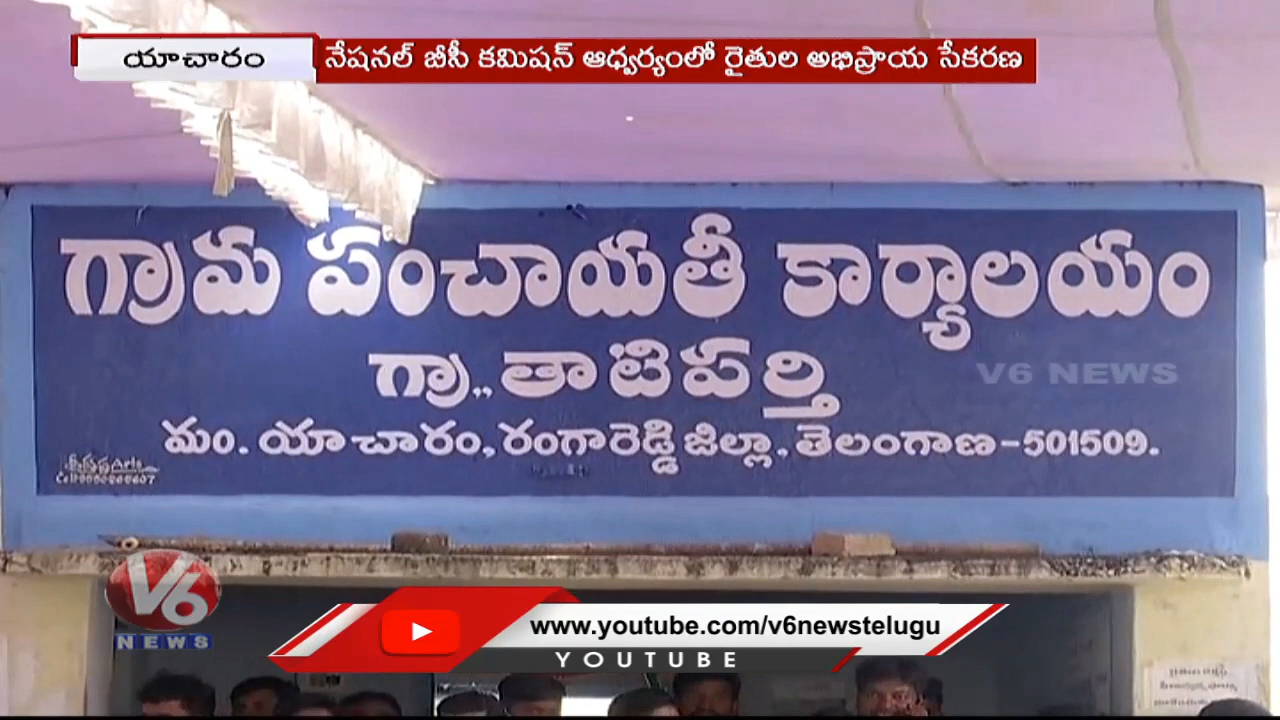 యాచారం
నేషనల్ బీసీ కమిషన్ ఆధ్వర్యంలో రైతుల అభిప్రాయ సేకరణ
గ్రామ పంచాయతీ కార్యాలయం
గ్రా,, తాటిపర్తి
V6 NEWS
మం. యాచారం, రంగారెడ్డి జిల్లా, తెలంగాణ-501509.
V6
NEWS
www.youtube.com/v6newstelugu
YOUTUBE